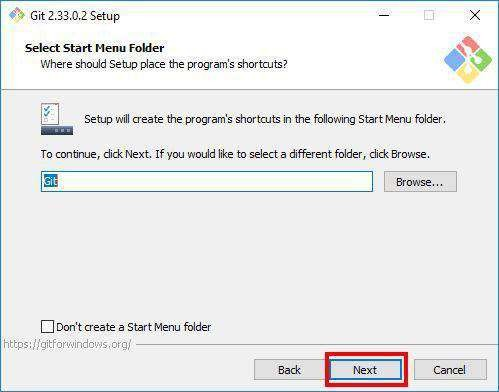 Git 2.33.0.2 Setup
Select Start Menu Folder
Where should Setup place the program's shortcuts?
Setup will create the program's shortcuts in the following Start Menu folder.
To continue, click Next. If you would like to select a different folder, click Browse.
Git
Browse...
Don't create a Start Menu folder
https://gitforwindows.org/
Back
Next
Cancel